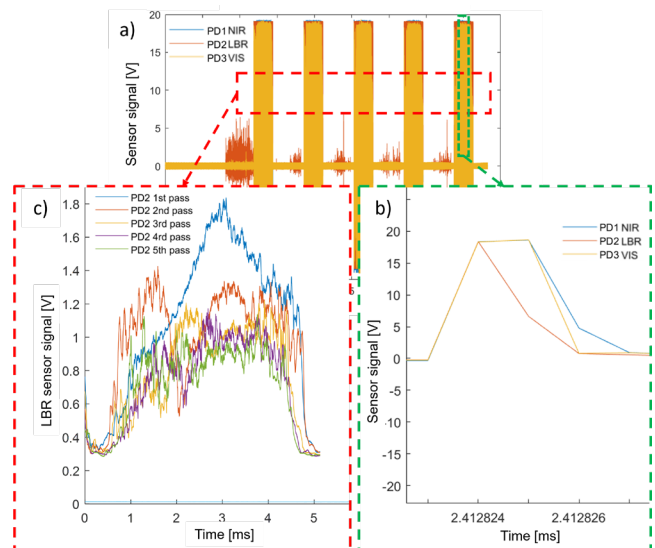 a)
Sensor signal [V]
20
15
10
5
0
PD1 NIR
PD2 LBR
PD3 VIS
6
c)
LBR sensor signal [V]
1.8
1.6
1.4
1.2
1
0.8
0.6
0.4
0.2
0
PD2 1st pass
PD2 2nd pass
PD2 3rd pass
PD2 4rd pass
PD2 5th pass
0 1 2 3 4 5
Time [ms]
b)
Sensor signal [V]
20
15
10
5
0
-5
-10
-15
-20
PD1 NIR
PD2 LBR
PD3 VIS
2.412824 2.412826
Time [ms]